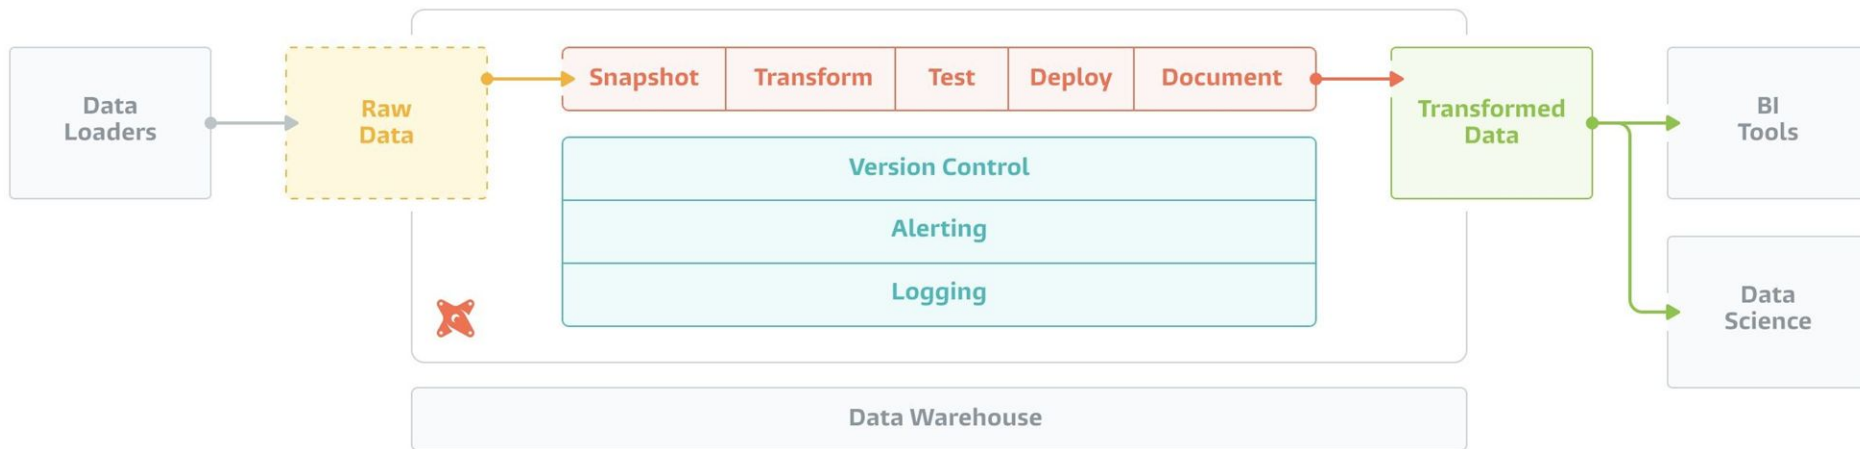 Data
Loaders
Raw
Data
Snapshot
Transform
Test
Deploy
Document
Version Control
Alerting
Logging
Transformed
Data
BI
Tools
Data
Science
Data Warehouse